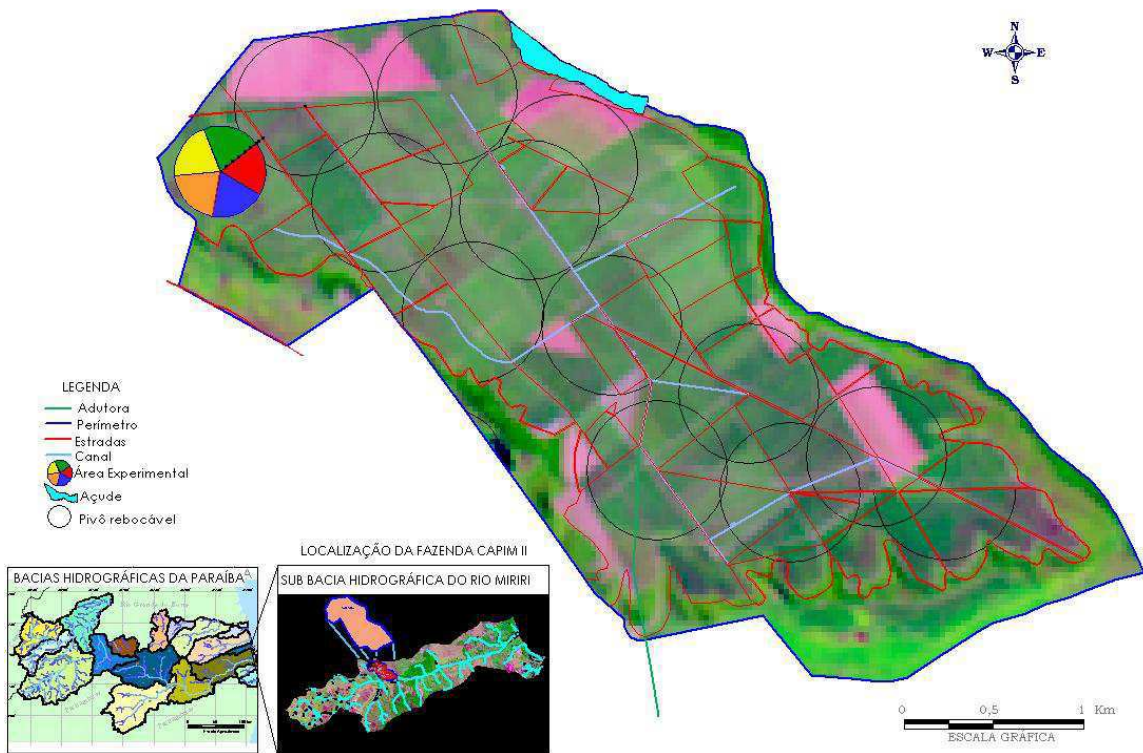 N
W E
S
LEGENDA
Adutora
Perímetro
Estradas
Canal
Área Experimental
Açude
Pivô rebocável
LOCALIZAÇÃO DA FAZENDA CAPIM II
BACIAS HIDROGRÁFICAS DA PARAÍBA
SUB BACIA HIDROGRÁFICA DO RIO MIRIRI
0 0,5 1 Km
ESCALA GRÁFICA